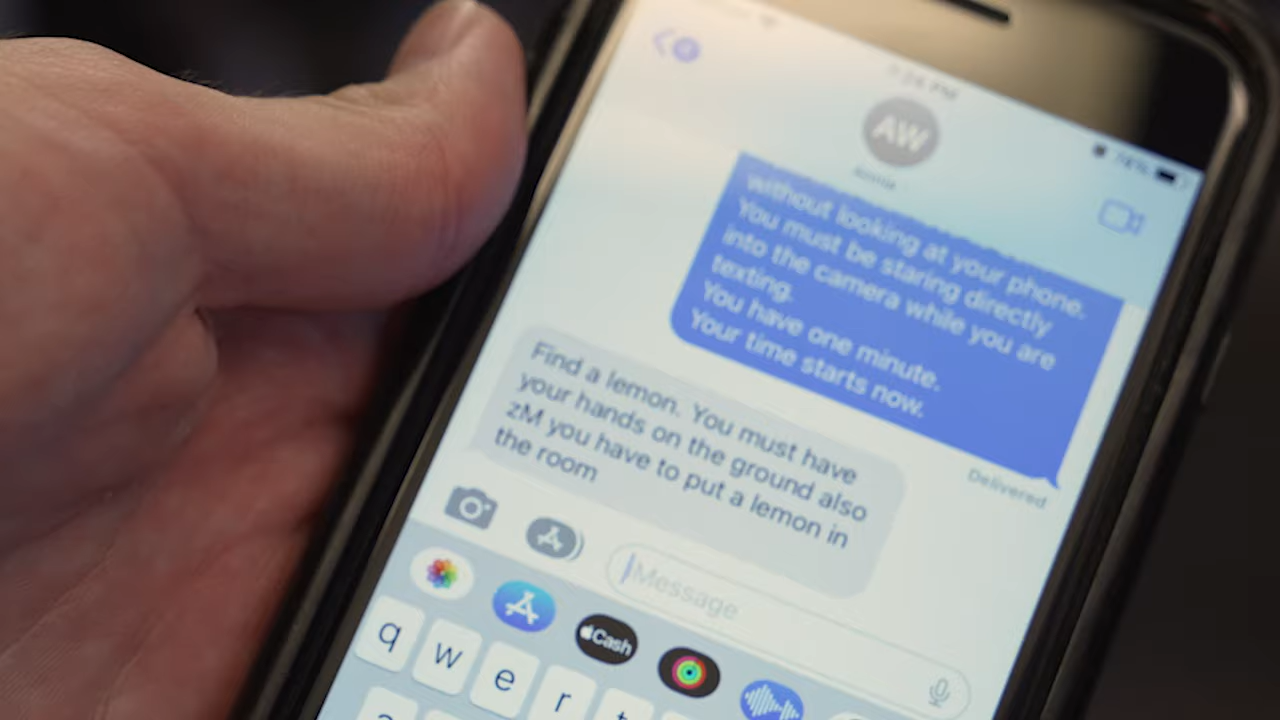 PM
AW
without looking at your phone.
You must be staring directly
into the camera while you are
texting.
You have one minute.
Your time starts now.
Delivered
Find a lemon. You must have
your hands on the ground also
zM you have to put a lemon in
the room
Message
Cash
q w e r t